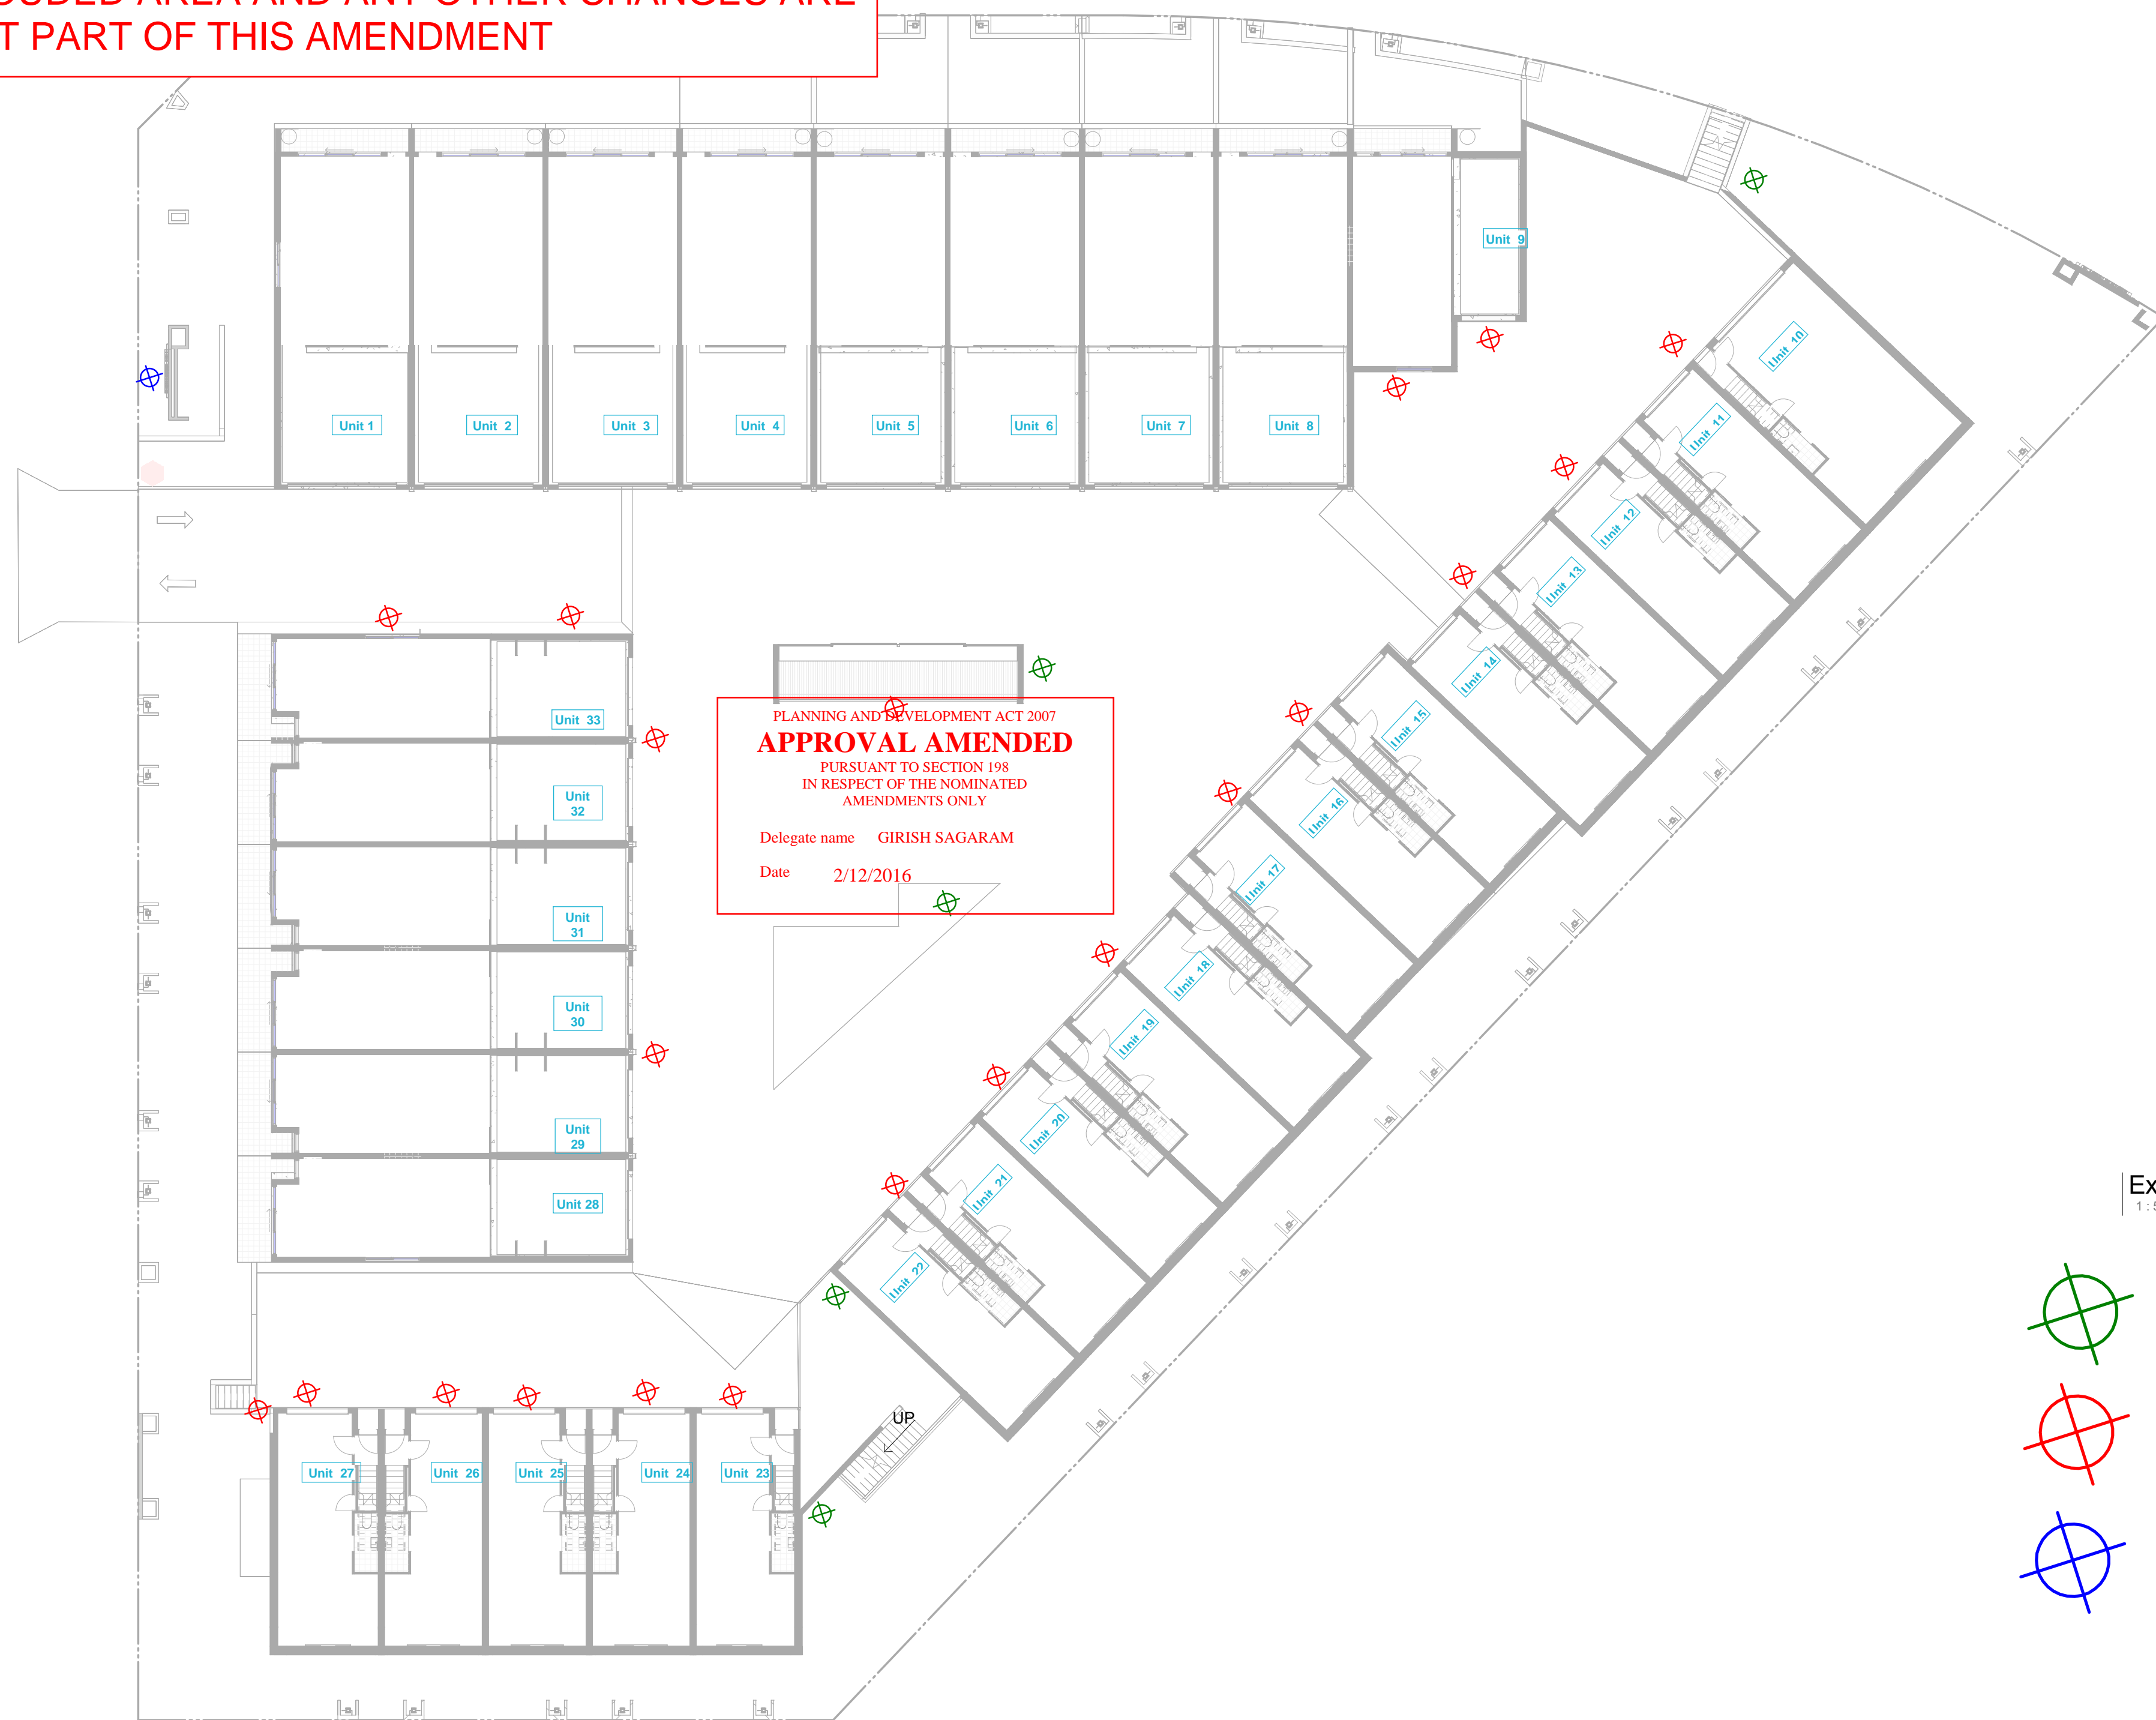 T PART OF THIS AMENDMENT
Unit 9
Unit 10
Unit 1
Unit 2
Unit 3
Unit 4
Unit 5
Unit 6
Unit 7
Unit 8
Unit 11
Unit 12
Unit 13
Unit 14
Unit 15
Unit 16
Unit 17
Unit 18
Unit 19
Unit 20
Unit 21
Unit 22
Unit 33
Unit
32
Unit
31
Unit
30
Unit
29
Unit 28
PLANNING AND DEVELOPMENT ACT 2007
APPROVAL AMENDED
PURSUANT TO SECTION 198
IN RESPECT OF THE NOMINATED
AMENDMENTS ONLY
Delegate name GIRISH SAGARAM
Date 2/12/2016
UP
Unit 27
Unit 26
Unit 25
Unit 24
Unit 23
Ex